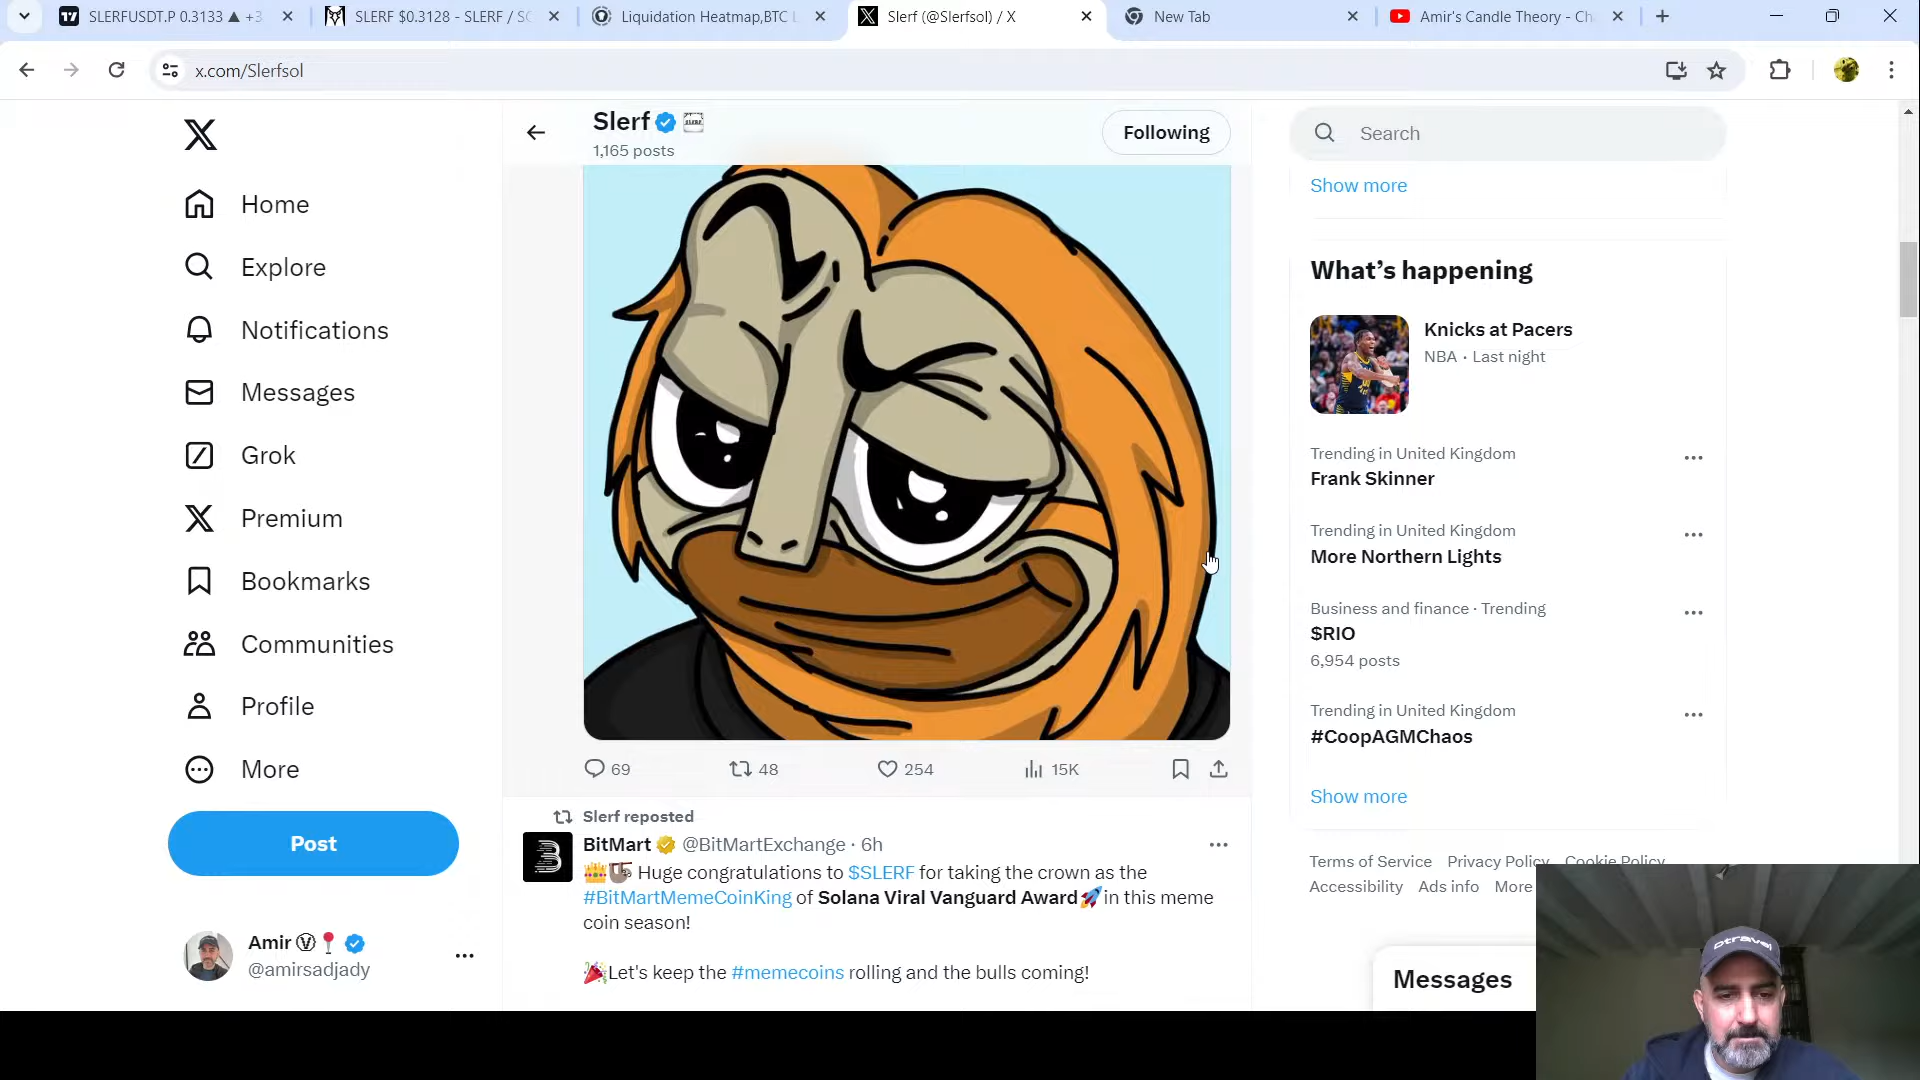 SLERFUSDT.P 0.3133 ▲ +3
SLERF $0.3128 - SLERF / SO
Liquidation Heatmap,BTC L
Slerf (@Slerfsol) / X
New Tab
Amir's Candle Theory - Ch
x.com/Slerfsol
Slerf
1,165 posts
Following
Search
Home
Explore
Notifications
Messages
Grok
Premium
Bookmarks
Communities
Profile
More
Post
Amir
@amirsadjady
69
48
254
15K
Slerf reposted
BitMart @BitMartExchange · 6h
👑🦥 Huge congratulations to $SLERF for taking the crown as the
#BitMartMemeCoinKing of Solana Viral Vanguard Award🚀in this meme
coin season!
🎉Let's keep the #memecoins rolling and the bulls coming!
Show more
What's happening
Knicks at Pacers
NBA · Last night
Trending in United Kingdom
Frank Skinner
Trending in United Kingdom
More Northern Lights
Business and finance · Trending
$RIO
6,954 posts
Trending in United Kingdom
#CoopAGMChaos
Show more
Terms of Service Privacy Policy Cookie Policy
Accessibility Ads info More
Messages
DTRAVEL